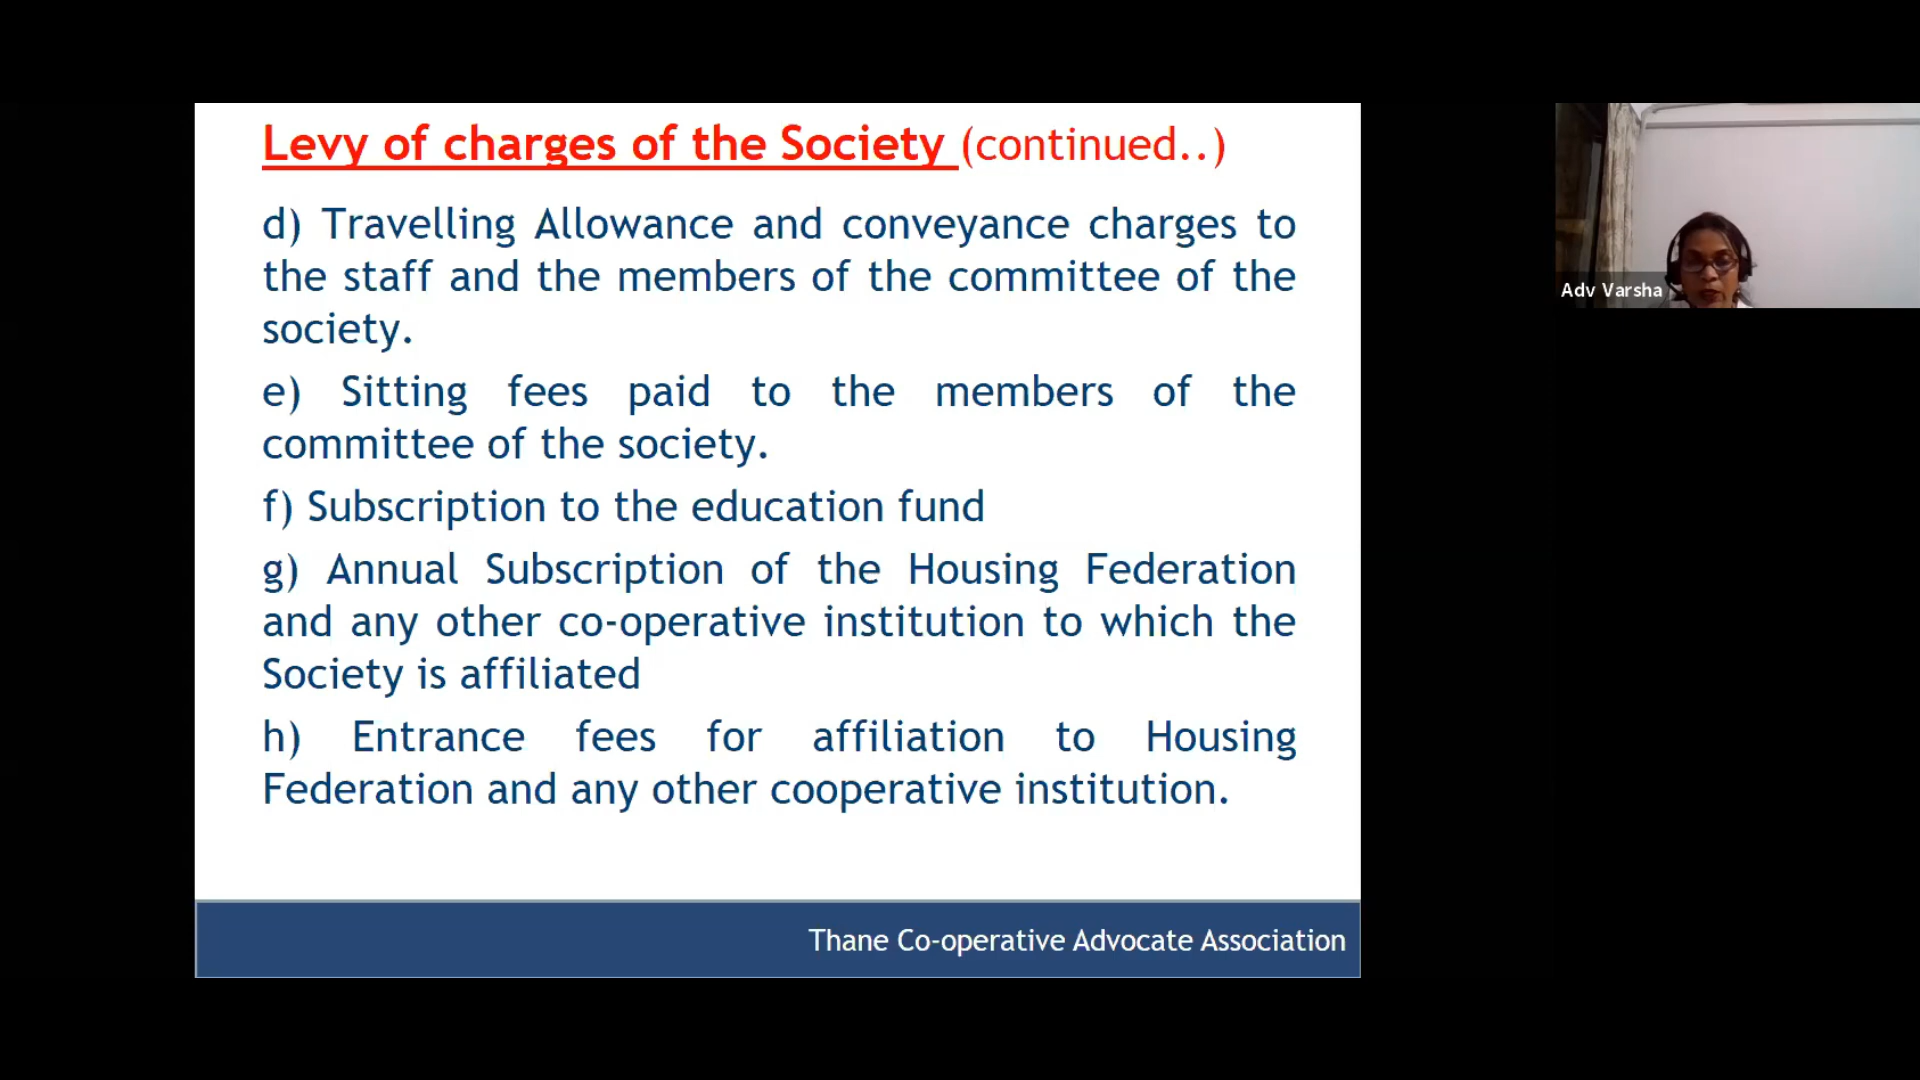 Levy of charges of the Society (continued..)
d) Travelling Allowance and conveyance charges to
the staff and the members of the committee of the
society.
e) Sitting fees paid to the members of the
committee of the society.
f) Subscription to the education fund
g) Annual Subscription of the Housing Federation
and any other co-operative institution to which the
Society is affiliated
h) Entrance fees for affiliation to Housing
Federation and any other cooperative institution.
Thane Co-operative Advocate Association
Adv Varsha